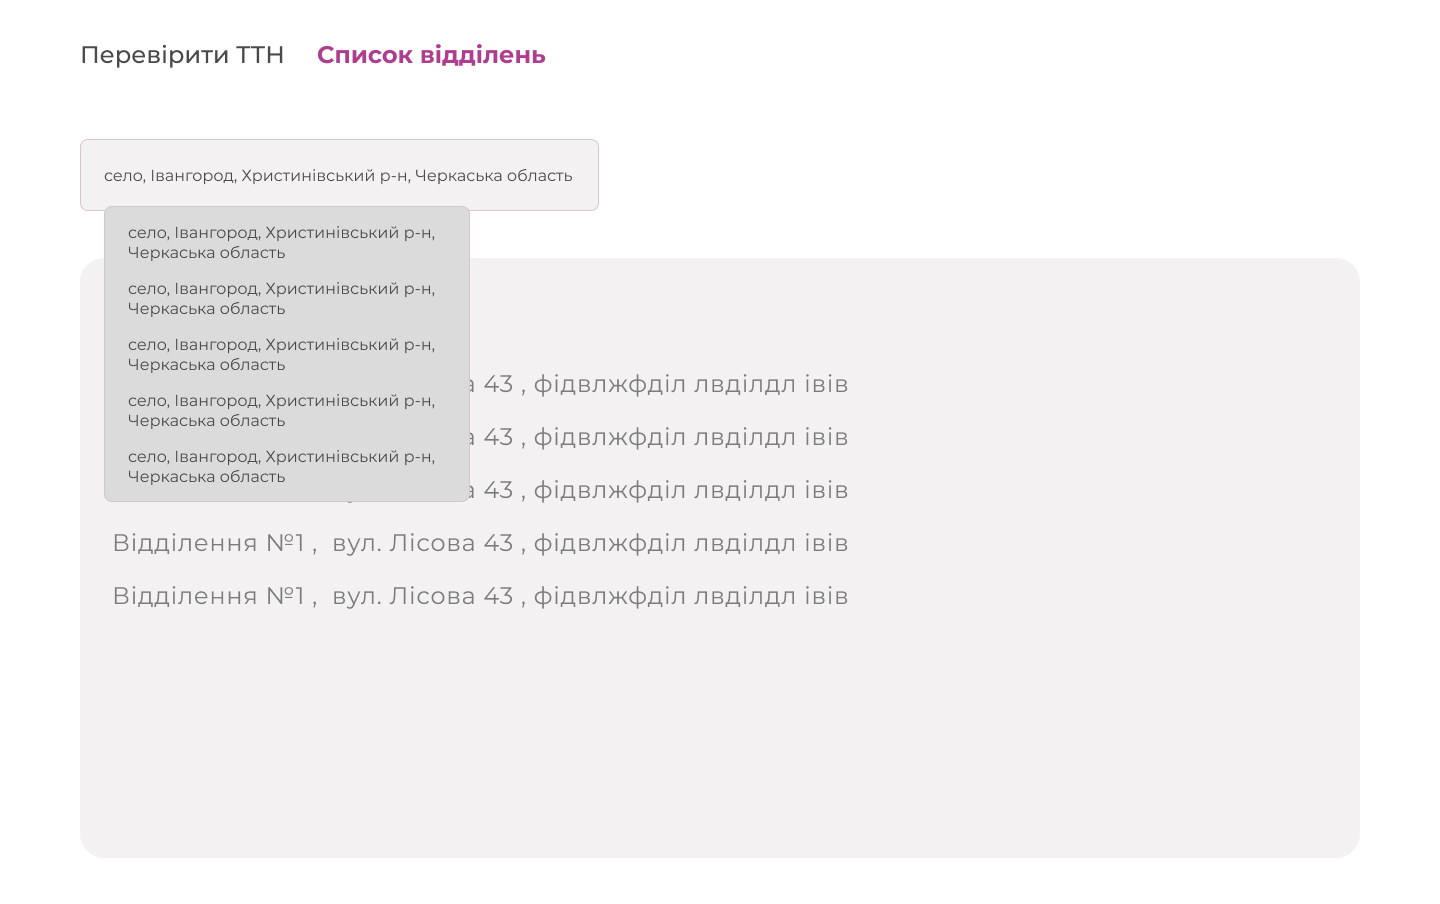 Перевірити ТТН Список відділень
село, Івангород, Христинівський р-н, Черкаська область
село, Івангород, Христинівський р-н,
Черкаська область
село, Івангород, Христинівський р-н,
Черкаська область
село, Івангород, Христинівський р-н,
Черкаська область
село, Івангород, Христинівський р-н,
Черкаська область
село, Івангород, Христинівський р-н,
Черкаська область
43 , фідвлжфділ лвділдл івів
43 , фідвлжфділ лвділдл івів
43 , фідвлжфділ лвділдл івів
Відділення №1 , вул. Лісова 43 , фідвлжфділ лвділдл івів
Відділення №1 , вул. Лісова 43 , фідвлжфділ лвділдл івів